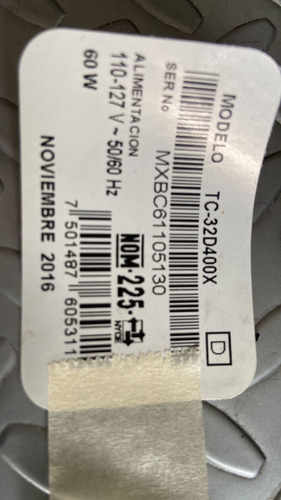 MODELO TC-32D400X D
SER No
MXBC61105130
ALIMENTACION
110-127 V ~ 50/60 Hz
60 W
NOM-225-
NYCE
7 501487 605311
NOVIEMBRE 2016